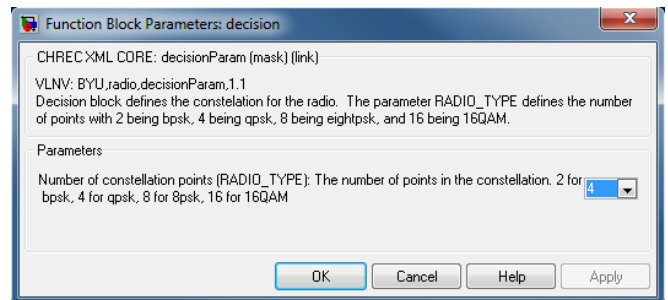 Function Block Parameters: decision
CHREC XML CORE: decisionParam (mask) (link)
VLNV: BYU,radio,decisionParam,1.1
Decision block defines the constelation for the radio. The parameter RADIO_TYPE defines the number
of points with 2 being bpsk, 4 being qpsk, 8 being eightpsk, and 16 being 16QAM.
Parameters
Number of constellation points (RADIO_TYPE): The number of points in the constellation. 2 for
bpsk, 4 for qpsk, 8 for 8psk, 16 for 16QAM
4
OK Cancel Help Apply